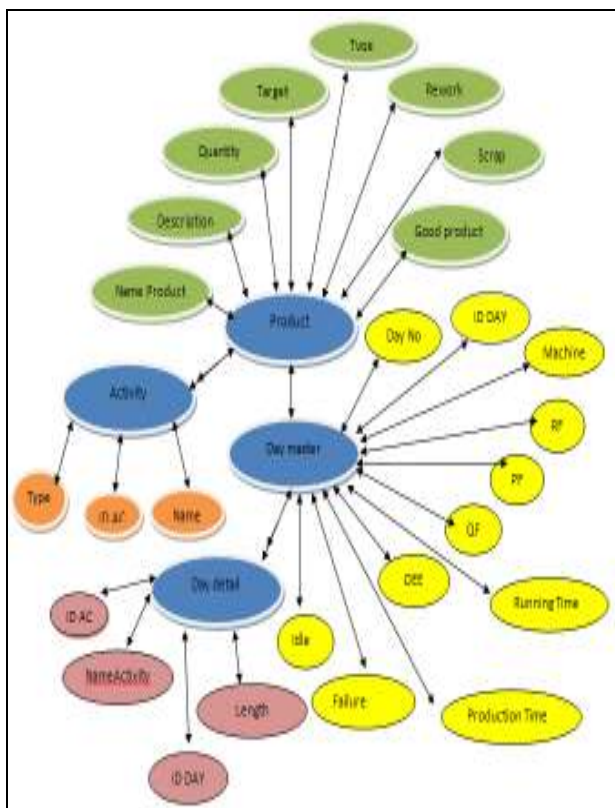 Type
Target
Rework
Quantity
Scrap
Description
Good product
Name Product
Product
Day No
ID DAY
Machine
Activity
Day master
RF
PF
QF
Type
Name
OEE
Day detail
Running Time
ID AC
Idle
NameActivity
Length
Failure
Production Time
ID DAY